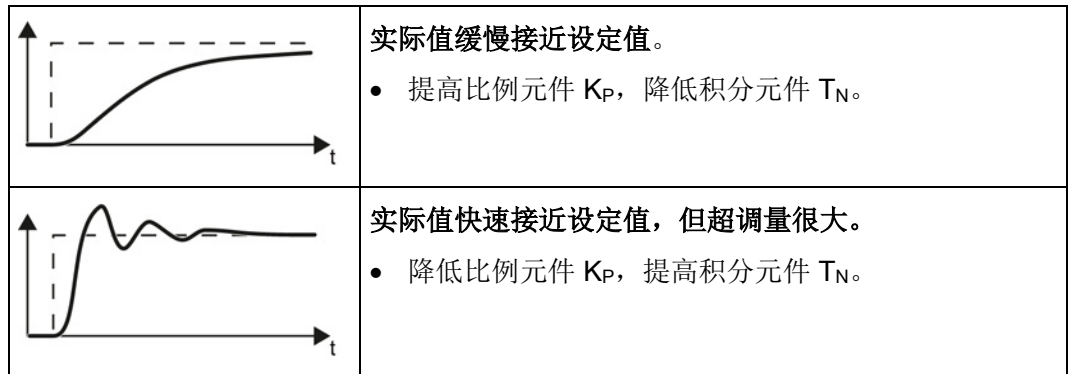 t
实际值缓慢接近设定值。
• 提高比例元件 KP，降低积分元件 TN。
t
实际值快速接近设定值，但超调量很大。
• 降低比例元件 KP，提高积分元件 TN。